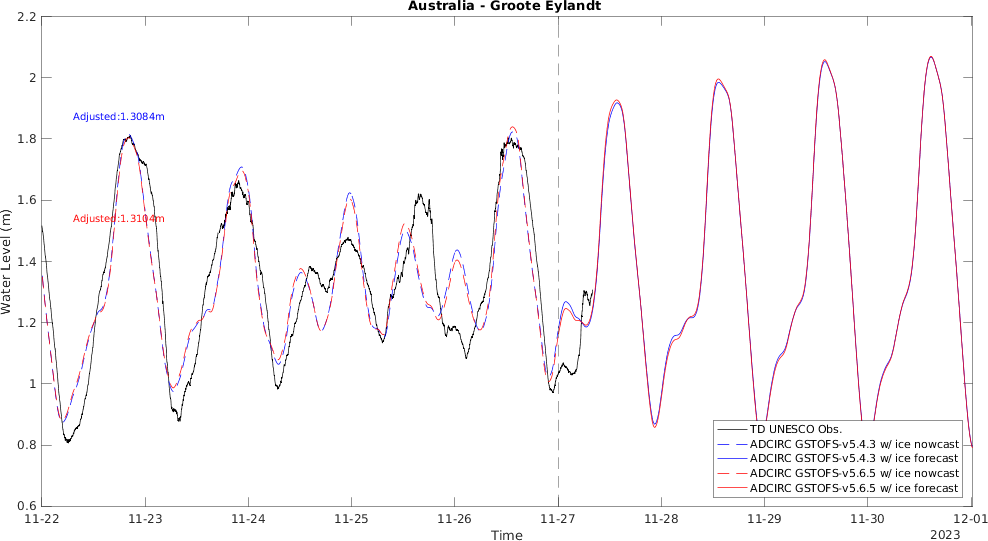 Australia - Groote Eylandt
2.2
2
1.8
1.6
1.4
1.2
1
0.8
0.6
Water Level (m)
Adjusted:1.3084m
Adjusted:1.3104m
TD UNESCO Obs.
ADCIRC GSTOFS-v5.4.3 w/ ice nowcast
ADCIRC GSTOFS-v5.4.3 w/ ice forecast
ADCIRC GSTOFS-v5.6.5 w/ ice nowcast
ADCIRC GSTOFS-v5.6.5 w/ ice forecast
11-22 11-23 11-24 11-25 11-26 11-27 11-28 11-29 11-30 12-01
Time
2023